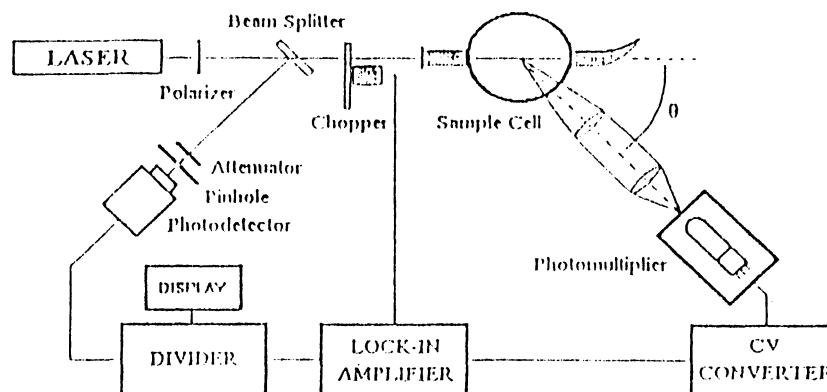 Beam Splitter
LASER
Polarizer
Chopper
Sample Cell
θ
Attenuator
Pinhole
Photodetector
Photomultiplier
DISPLAY
DIVIDER
LOCK-IN
AMPLIFIER
CV
CONVERTER